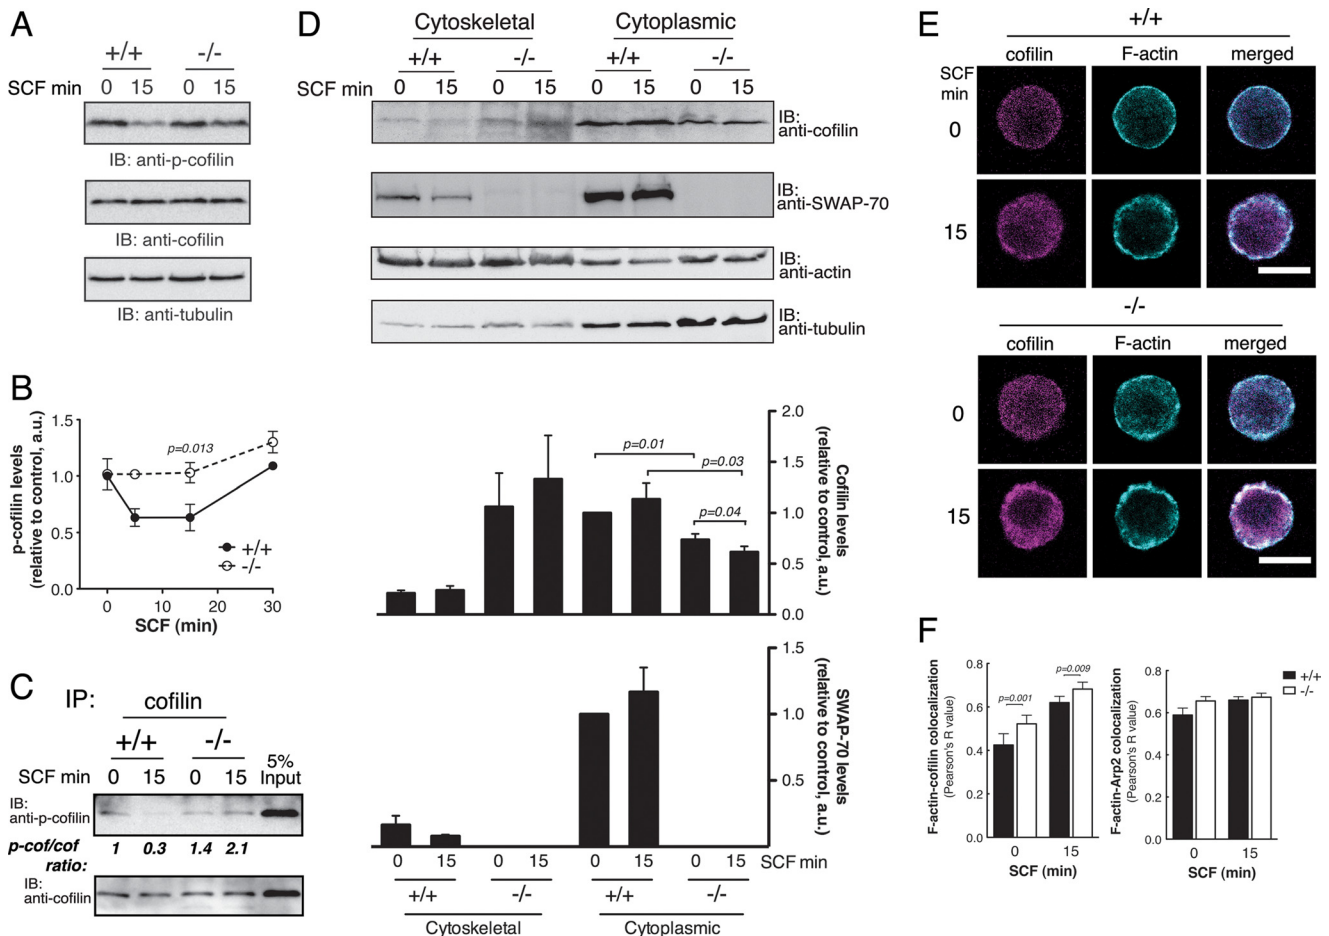 A
+/+ -/-
SCF min 0 15 0 15
IB: anti-p-cofilin
IB: anti-cofilin
IB: anti-tubulin
B
p-cofilin levels
(relative to control, a.u.)
1.5
1.0
0.5
0.0
p=0.013
+/+
-/-
0 10 20 30
SCF (min)
C
IP: cofilin
+/+ -/- 5%
Input
SCF min 0 15 0 15
IB:
anti-p-cofilin
p-cof/cof
ratio:
1 0.3 1.4 2.1
IB:
anti-cofilin
D
Cytoskeletal Cytoplasmic
+/+ -/- +/+ -/-
SCF min 0 15 0 15 0 15 0 15
IB:
anti-cofilin
IB:
anti-SWAP-70
IB:
anti-actin
IB:
anti-tubulin
2.0
1.5
1.0
0.5
0.0
Cofilin levels
(relative to control, a.u.)
p=0.01
p=0.03
p=0.04
1.5
1.0
0.5
SWAP-70 levels
(relative to control, a.u.)
0 15 0 15 0 15 0 15 SCF min
+/+ -/- +/+ -/-
Cytoskeletal Cytoplasmic
E
+/+
SCF
min
cofilin F-actin merged
0
15
-/-
cofilin F-actin merged
0
15
F
F-actin-cofilin colocalization
(Pearson's R value)
0.8
0.6
0.4
0.2
0.0
p=0.001
p=0.009
0 15
SCF (min)
F-actin-Arp2 colocalization
(Pearson's R value)
0.8
0.6
0.4
0.2
0.0
0 15
SCF (min)
+/+
-/-